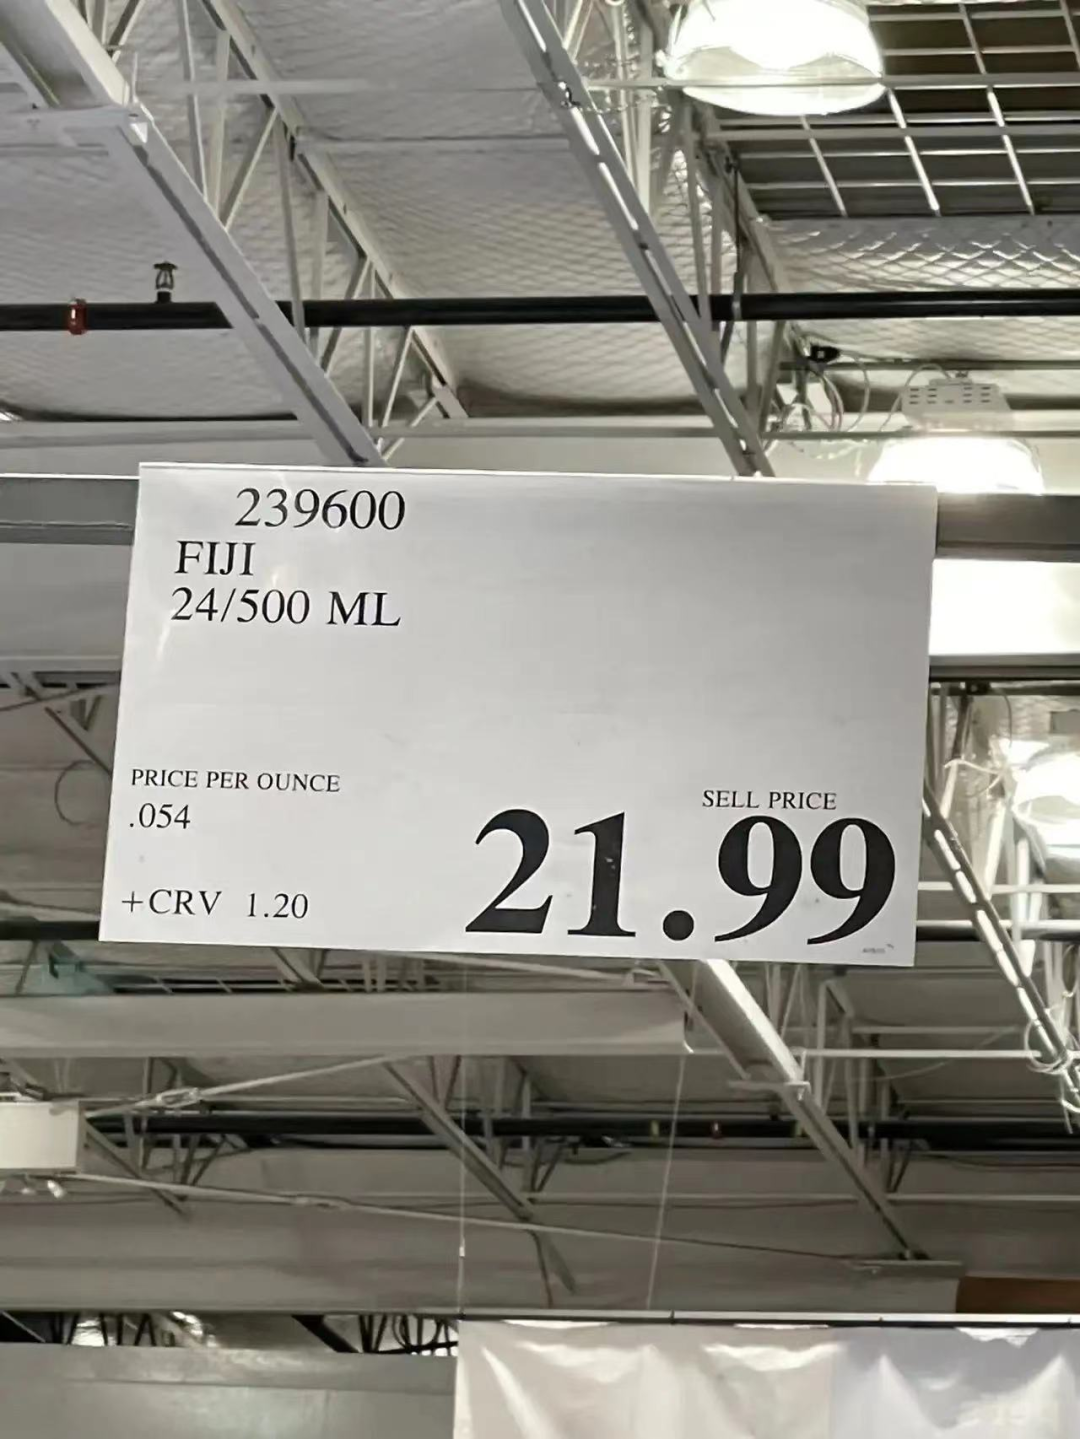 239600
FIJI
24/500 ML
PRICE PER OUNCE
.054
SELL PRICE
21.99
+CRV 1.20